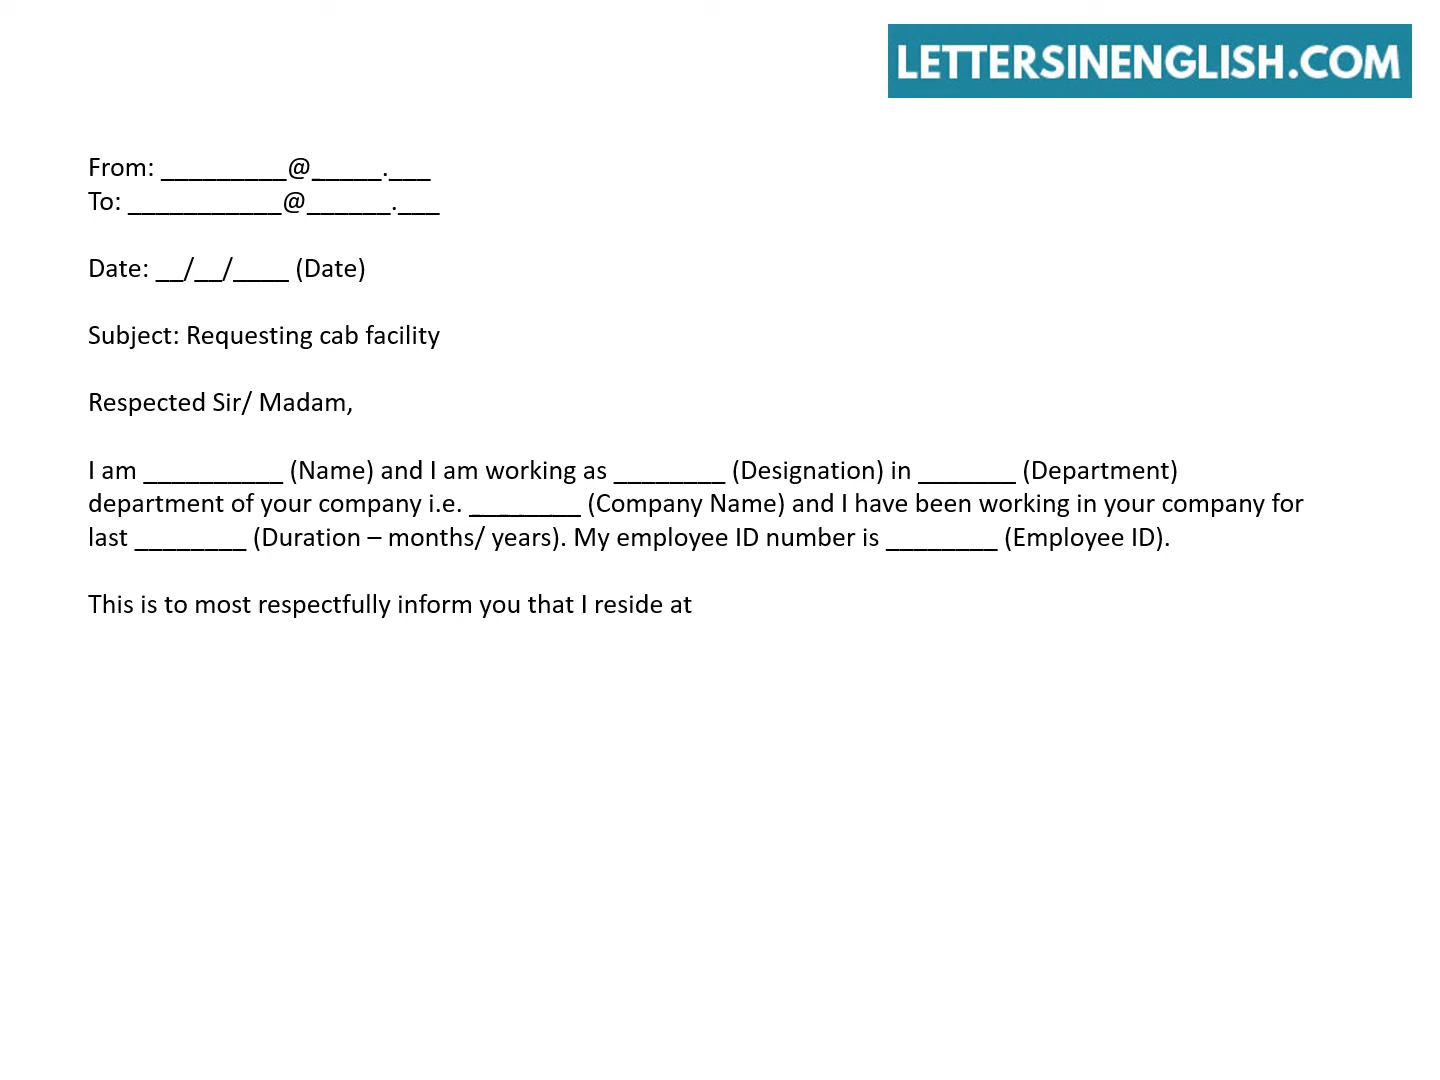 LETTERSINENGLISH.COM
From: _________@_____.___
To: ___________@______.___
Date: __/__/____ (Date)
Subject: Requesting cab facility
Respected Sir/ Madam,
I am __________ (Name) and I am working as ________ (Designation) in _______ (Department)
department of your company i.e. ________ (Company Name) and I have been working in your company for
last ________ (Duration – months/ years). My employee ID number is ________ (Employee ID).
This is to most respectfully inform you that I reside at